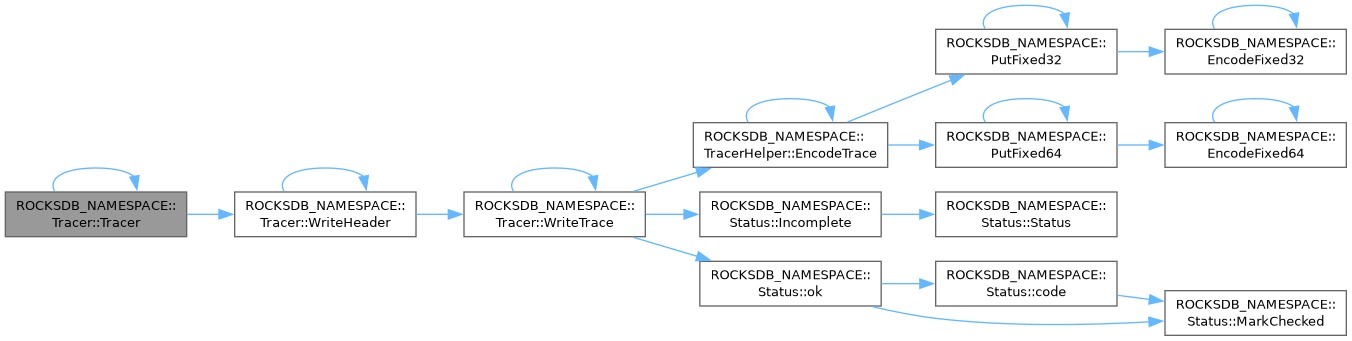 ROCKSDB_NAMESPACE::
Tracer::Tracer
ROCKSDB_NAMESPACE::
Tracer::WriteHeader
ROCKSDB_NAMESPACE::
Tracer::WriteTrace
ROCKSDB_NAMESPACE::
TracerHelper::EncodeTrace
ROCKSDB_NAMESPACE::
PutFixed32
ROCKSDB_NAMESPACE::
EncodeFixed32
ROCKSDB_NAMESPACE::
PutFixed64
ROCKSDB_NAMESPACE::
EncodeFixed64
ROCKSDB_NAMESPACE::
Status::Incomplete
ROCKSDB_NAMESPACE::
Status::Status
ROCKSDB_NAMESPACE::
Status::ok
ROCKSDB_NAMESPACE::
Status::code
ROCKSDB_NAMESPACE::
Status::MarkChecked